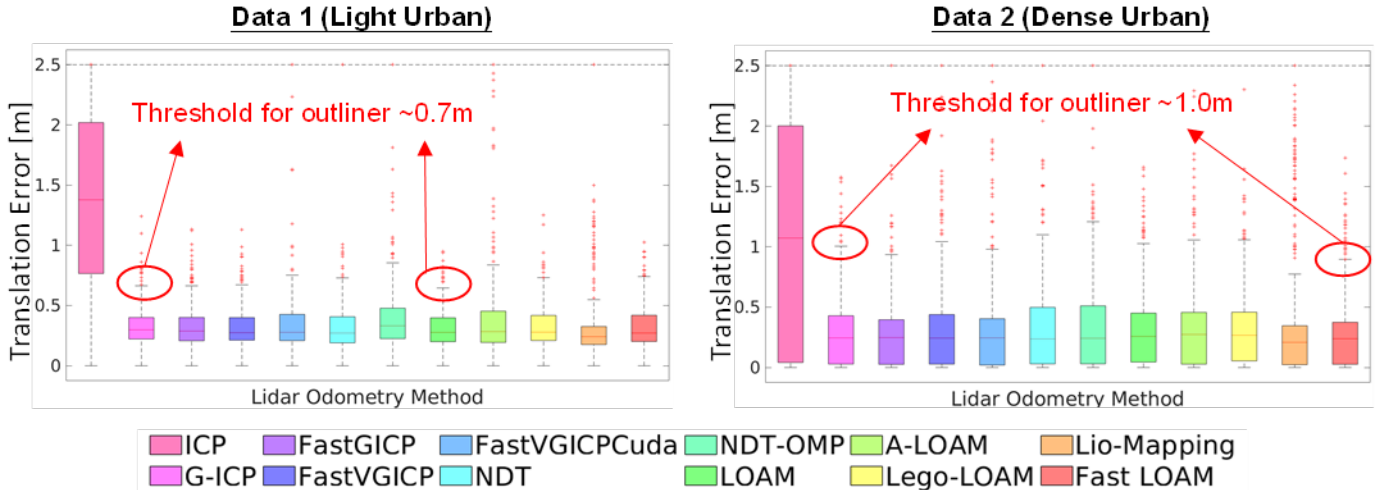 Data 1 (Light Urban)
Translation Error [m]
2.5
2
1.5
1
0.5
0
Threshold for outliner ~0.7m
Lidar Odometry Method
Data 2 (Dense Urban)
Translation Error [m]
2.5
2
1.5
1
0.5
0
Threshold for outliner ~1.0m
Lidar Odometry Method
ICP FastGICP FastVGICPCuda NDT-OMP A-LOAM Lio-Mapping
G-ICP FastVGICP NDT LOAM Lego-LOAM Fast LOAM